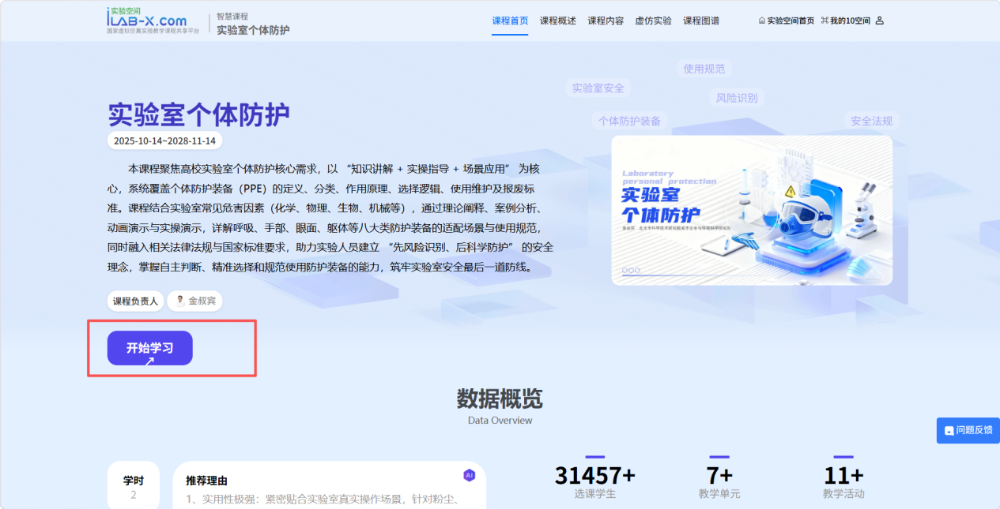 实验空间
iLAB-X.com
国家虚拟仿真实验教学课程共享平台
智慧课程
实验室个体防护
课程首页 课程概述 课程内容 虚仿实验 课程图谱
实验空间首页 我的10空间
使用规范
实验室安全
风险识别
个体防护装备
安全法规
实验室个体防护
2025-10-14~2028-11-14
本课程聚焦高校实验室个体防护核心需求，以 “知识讲解 + 实操指导 + 场景应用” 为核
心，系统覆盖个体防护装备（PPE）的定义、分类、作用原理、选择逻辑、使用维护及报废标
准。课程结合实验室常见危害因素（化学、物理、生物、机械等），通过理论阐释、案例分析、
动画演示与实操演示，详解呼吸、手部、眼面、躯体等八大类防护装备的适配场景与使用规范，
同时融入相关法律法规与国家标准要求，助力实验人员建立 “先风险识别、后科学防护” 的安全
理念，掌握自主判断、精准选择和规范使用防护装备的能力，筑牢实验室安全最后一道防线。
Laboratory
personal protection
实验室
个体防护
课程负责人 金叔宾
开始学习
数据概览
Data Overview
问题反馈
学时
2
推荐理由
AI
1、实用性极强：紧密贴合实验室真实操作场景，针对粉尘、
31457+
选课学生
7+
教学单元
11+
教学活动